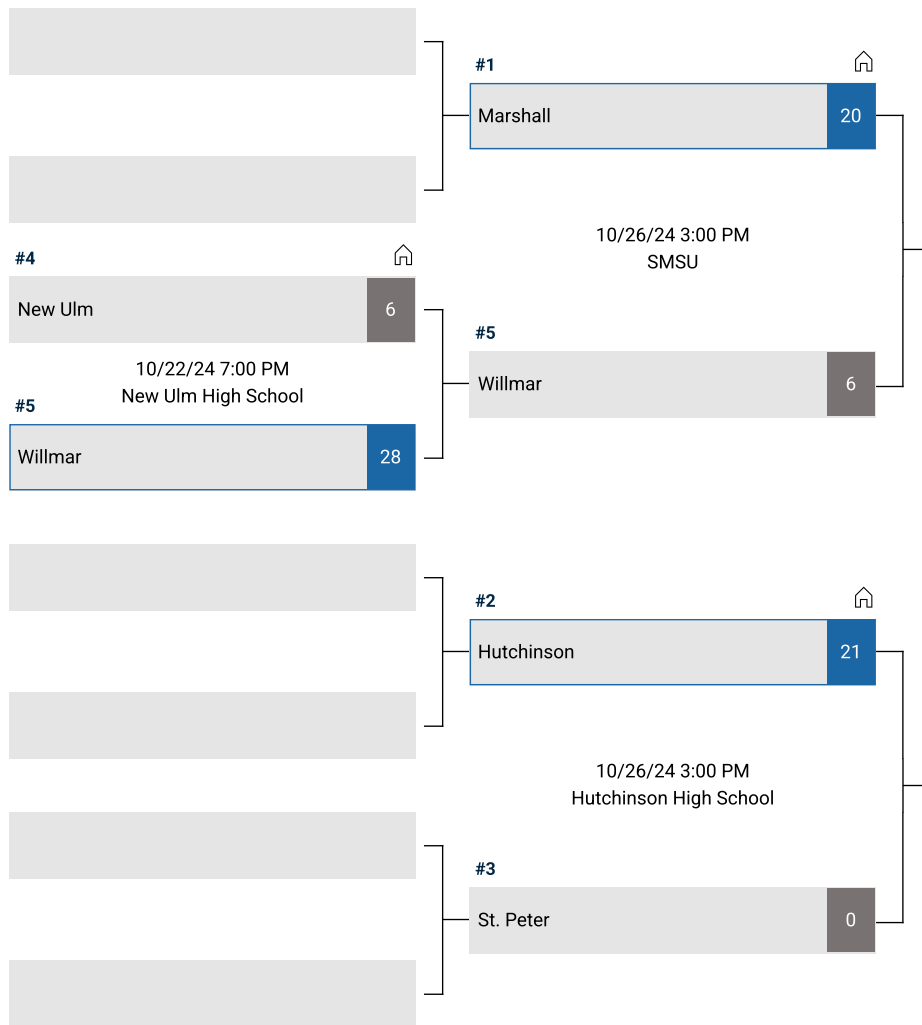 #1
Marshall 20
10/26/24 3:00 PM
SMSU
#4
New Ulm 6
10/22/24 7:00 PM
New Ulm High School
#5
Willmar 28
#5
Willmar 6
#2
Hutchinson 21
10/26/24 3:00 PM
Hutchinson High School
#3
St. Peter 0